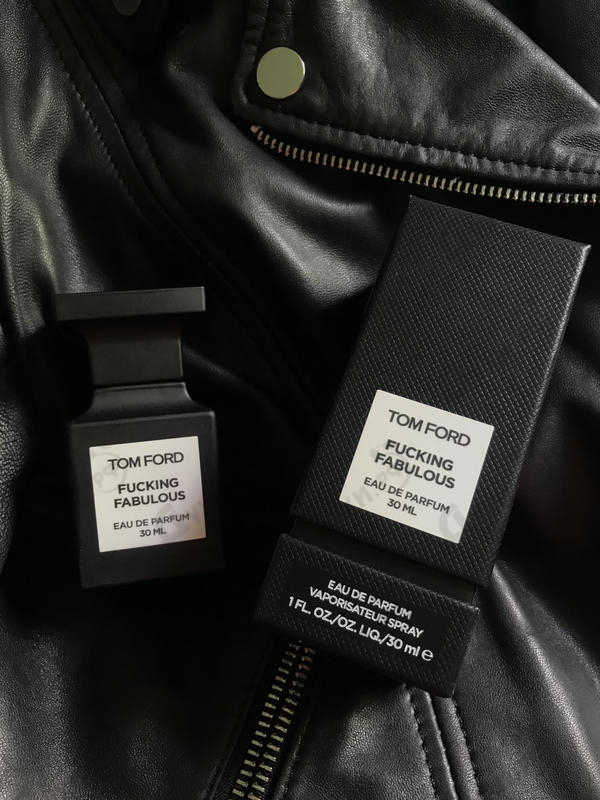 TOM FORD
FUCKING
FABULOUS
EAU DE PARFUM
30 ML
TOM FORD
FUCKING
FABULOUS
EAU DE PARFUM
30 ML
EAU DE PARFUM
VAPORISATEUR SPRAY
1 FL. OZ./OZ. LIQ./30 ml e